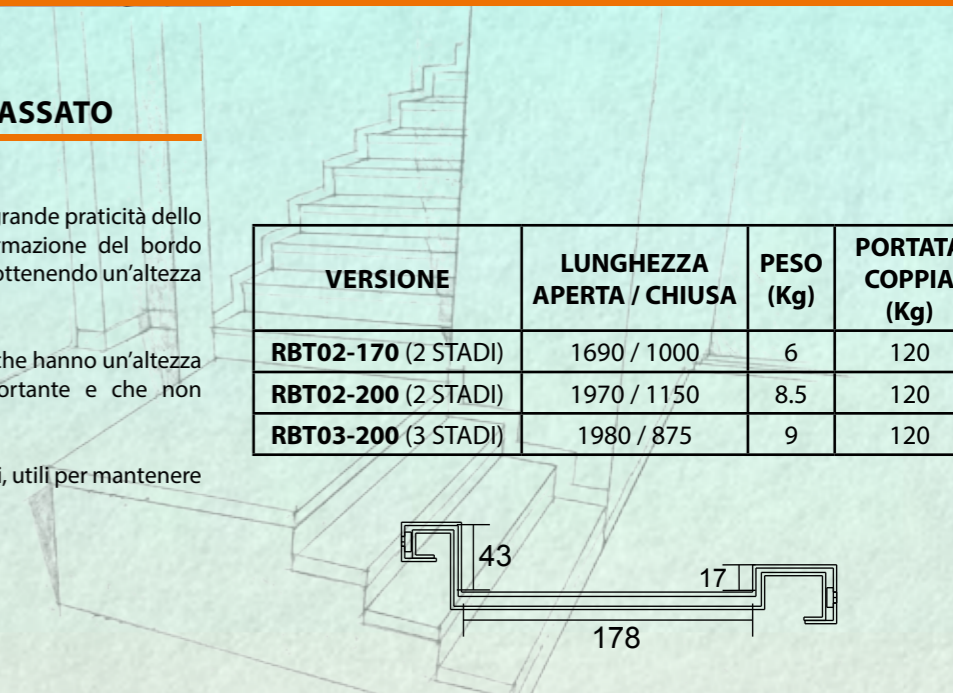 ASSATO
grande praticità dello
rmazione del bordo
ottenendo un'altezza
che hanno un'altezza
ortante e che non
i, utili per mantenere
VERSIONE LUNGHEZZA APERTA / CHIUSA PESO (Kg) PORTATA COPPIA (Kg)
RBT02-170 (2 STADI) 1690 / 1000 6 120
RBT02-200 (2 STADI) 1970 / 1150 8.5 120
RBT03-200 (3 STADI) 1980 / 875 9 120
43
17
178